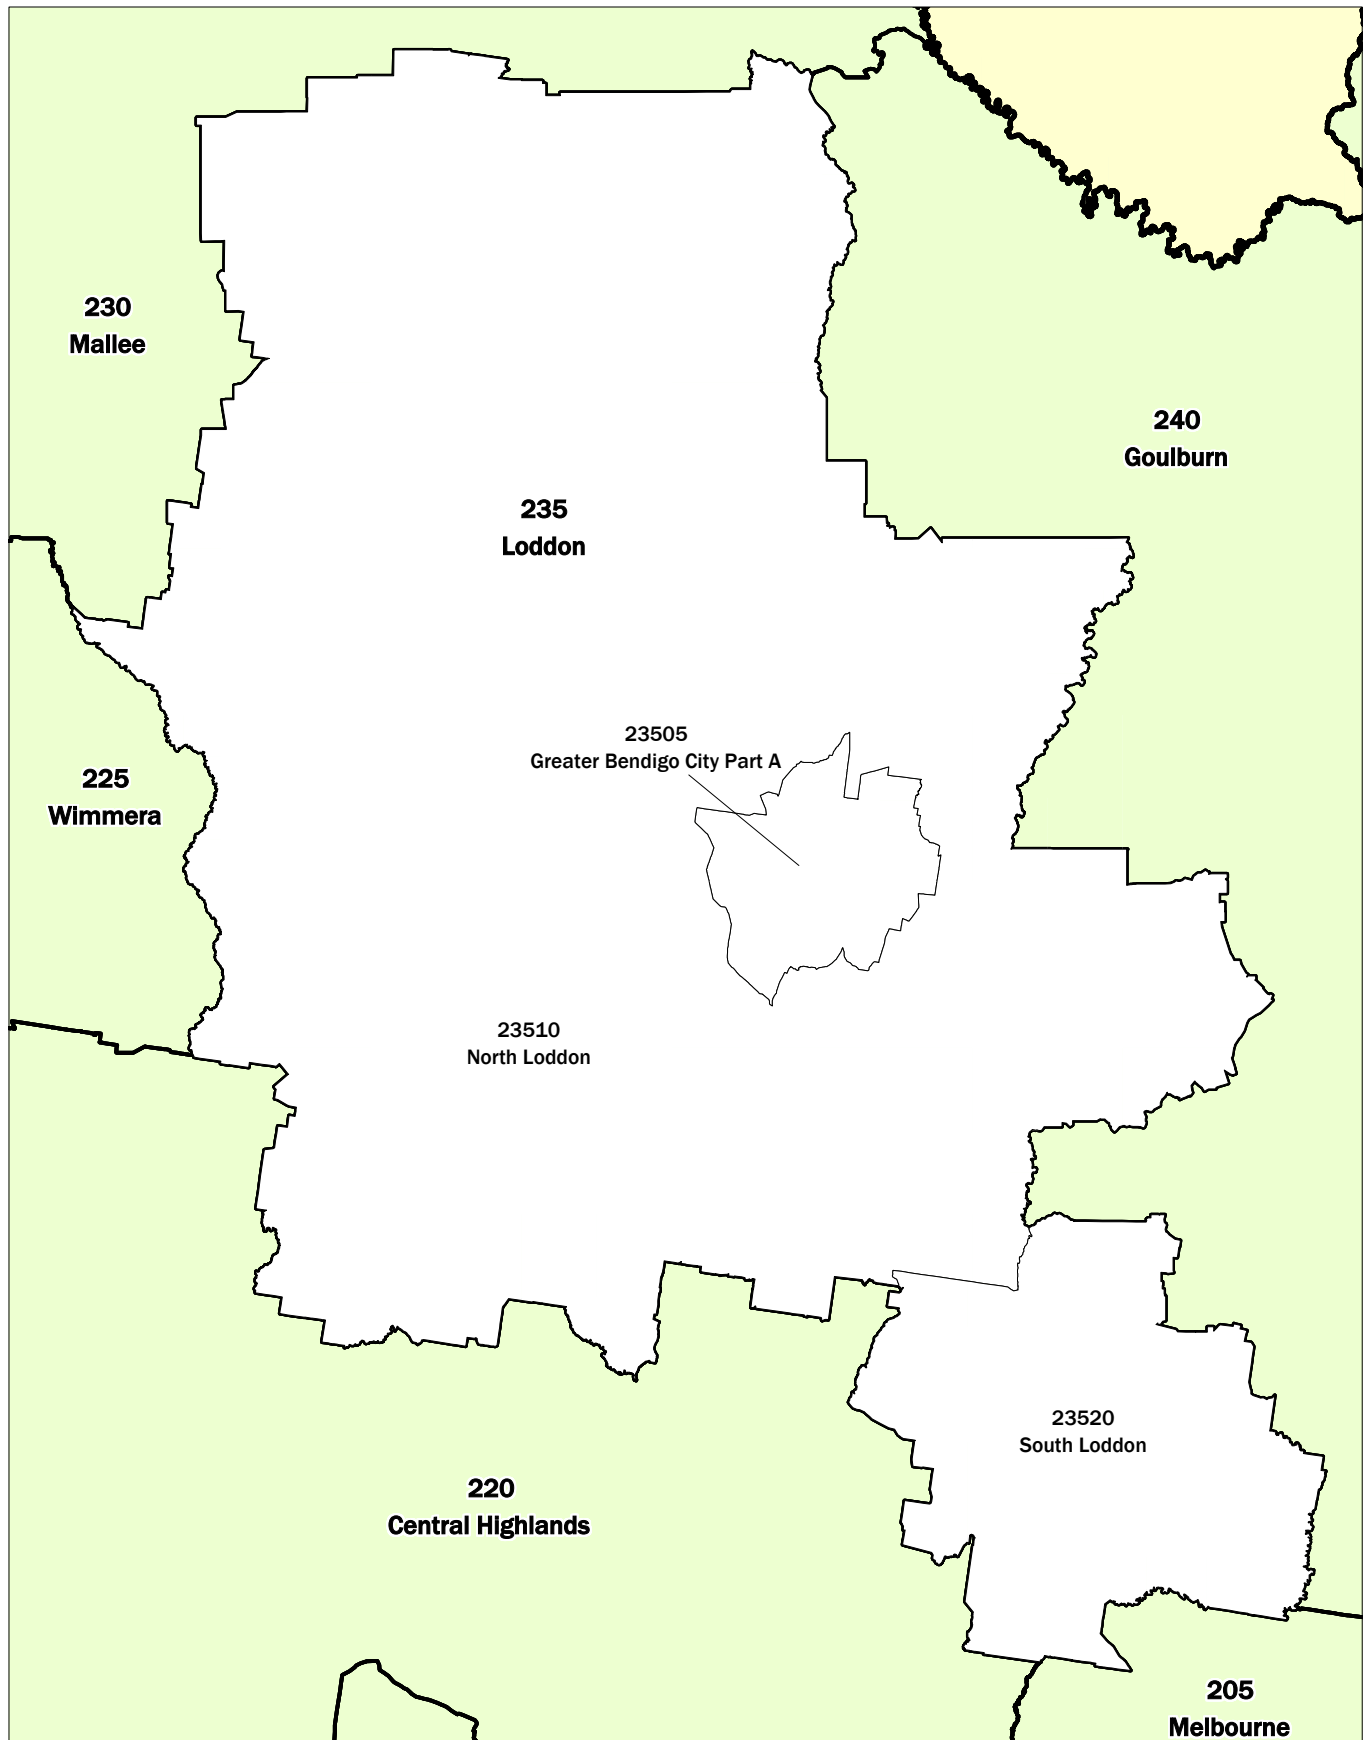 230
Mallee
240
Goulburn
235
Loddon
23505
Greater Bendigo City Part A
225
Wimmera
23510
North Loddon
23520
South Loddon
220
Central Highlands
205
Melbourne